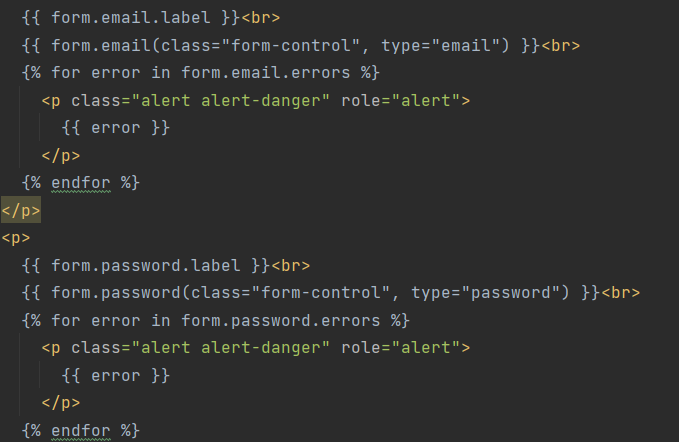 {{ form.email.label }}<br>
{{ form.email(class="form-control", type="email") }}<br>
{% for error in form.email.errors %}
<p class="alert alert-danger" role="alert">
{{ error }}
</p>
{% endfor %}
</p>
<p>
{{ form.password.label }}<br>
{{ form.password(class="form-control", type="password") }}<br>
{% for error in form.password.errors %}
<p class="alert alert-danger" role="alert">
{{ error }}
</p>
{% endfor %}